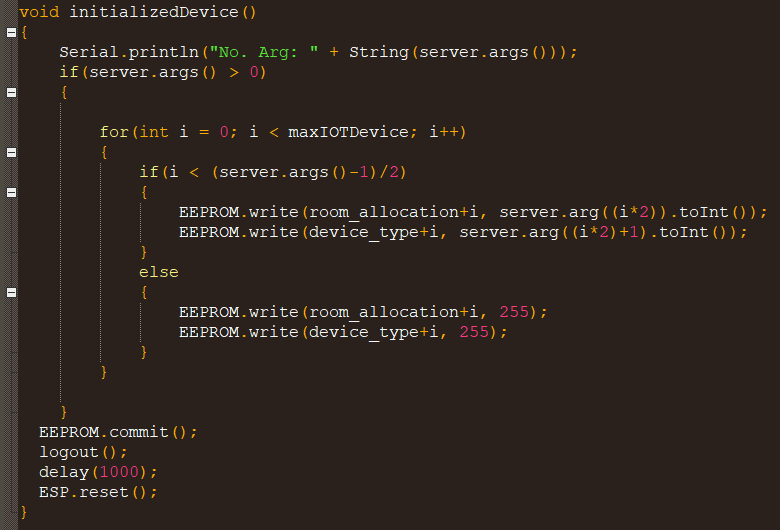 void initializedDevice()
{
    Serial.println("No. Arg: " + String(server.args()));
    if(server.args() > 0)
    {

        for(int i = 0; i < maxIOTDevice; i++)
        {
            if(i < (server.args()-1)/2)
            {
                EEPROM.write(room_allocation+i, server.arg((i*2)).toInt());
                EEPROM.write(device_type+i, server.arg((i*2)+1).toInt());
            }
            else
            {
                EEPROM.write(room_allocation+i, 255);
                EEPROM.write(device_type+i, 255);
            }
        }

    }
  EEPROM.commit();
  logout();
  delay(1000);
  ESP.reset();
}